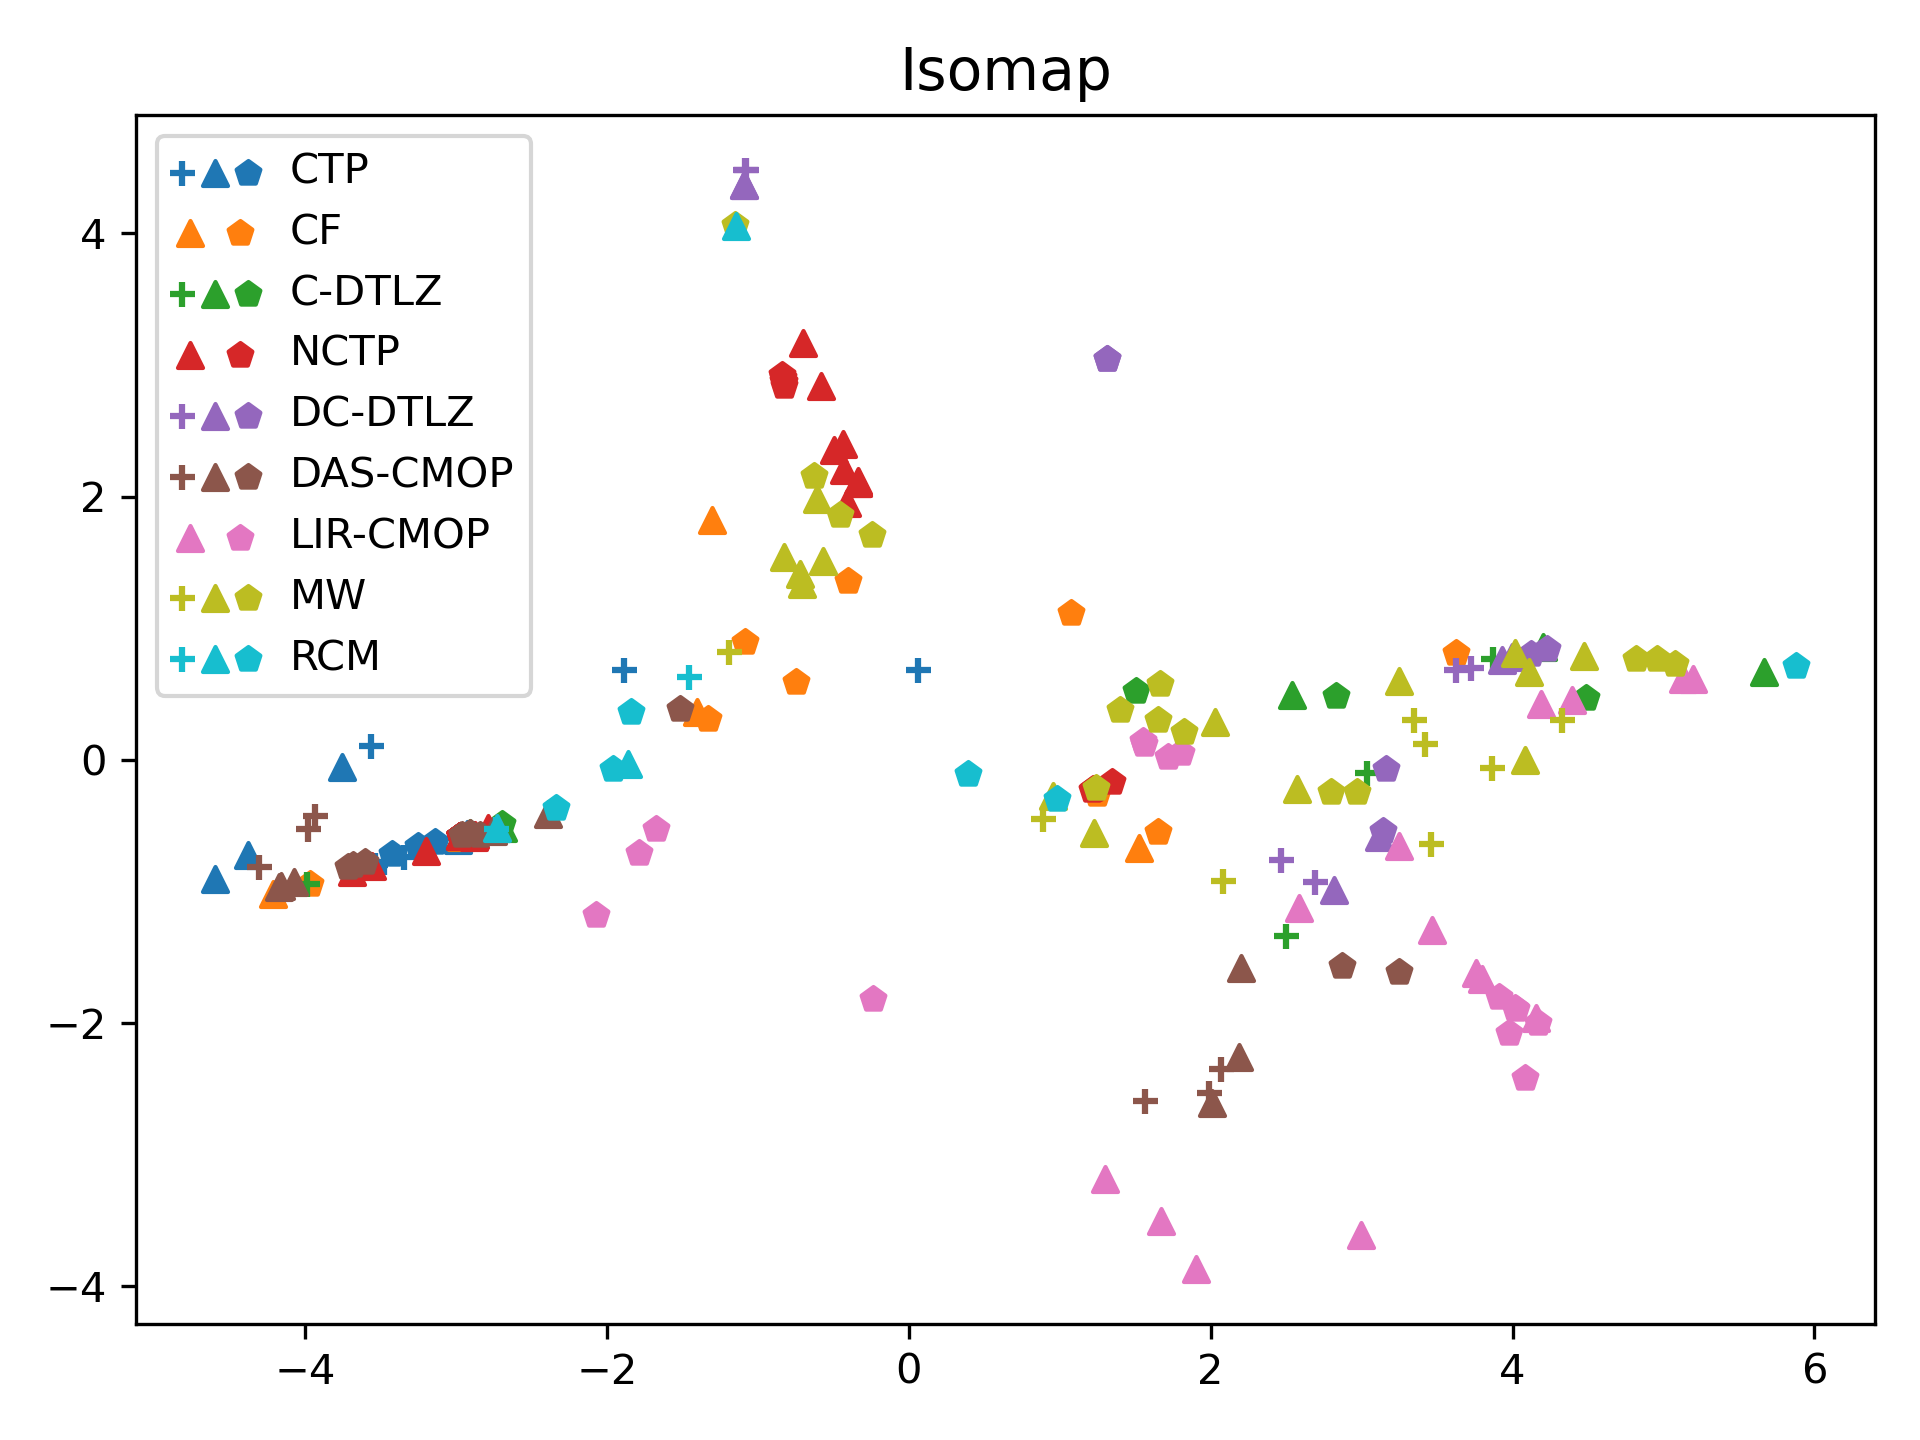 Isomap
CTP
CF
C-DTLZ
NCTP
DC-DTLZ
DAS-CMOP
LIR-CMOP
MW
RCM
4
2
0
−2
−4
−4 −2 0 2 4 6